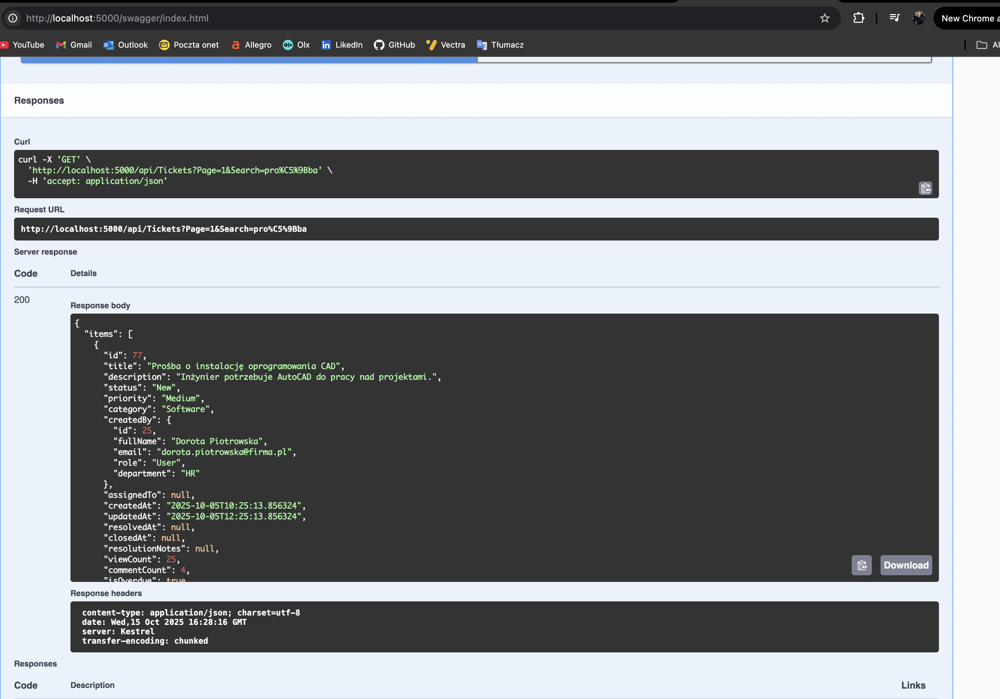 http://localhost:5000/swagger/index.html
New Chrome a
YouTube Gmail Outlook Poczta onet Allegro Olx LikedIn GitHub Vectra Tłumacz Al
Responses
Curl
curl -X 'GET' \
'http://localhost:5000/api/Tickets?Page=1&Search=pro%C5%9Bba' \
-H 'accept: application/json'
Request URL
http://localhost:5000/api/Tickets?Page=1&Search=pro%C5%9Bba
Server response
Code Details
200
Response body
{
"items": [
{
"id": 77,
"title": "Prośba o instalację oprogramowania CAD",
"description": "Inżynier potrzebuje AutoCAD do pracy nad projektami.",
"status": "New",
"priority": "Medium",
"category": "Software",
"createdBy": {
"id": 25,
"fullName": "Dorota Piotrowska",
"email": "dorota.piotrowska@firma.pl",
"role": "User",
"department": "HR"
},
"assignedTo": null,
"createdAt": "2025-10-05T10:25:13.856324",
"updatedAt": "2025-10-05T12:25:13.856324",
"resolvedAt": null,
"closedAt": null,
"resolutionNotes": null,
"viewCount": 25,
"commentCount": 4,
"isOverdue": true
Download
Response headers
content-type: application/json; charset=utf-8
date: Wed,15 Oct 2025 16:28:16 GMT
server: Kestrel
transfer-encoding: chunked
Responses
Code Description Links